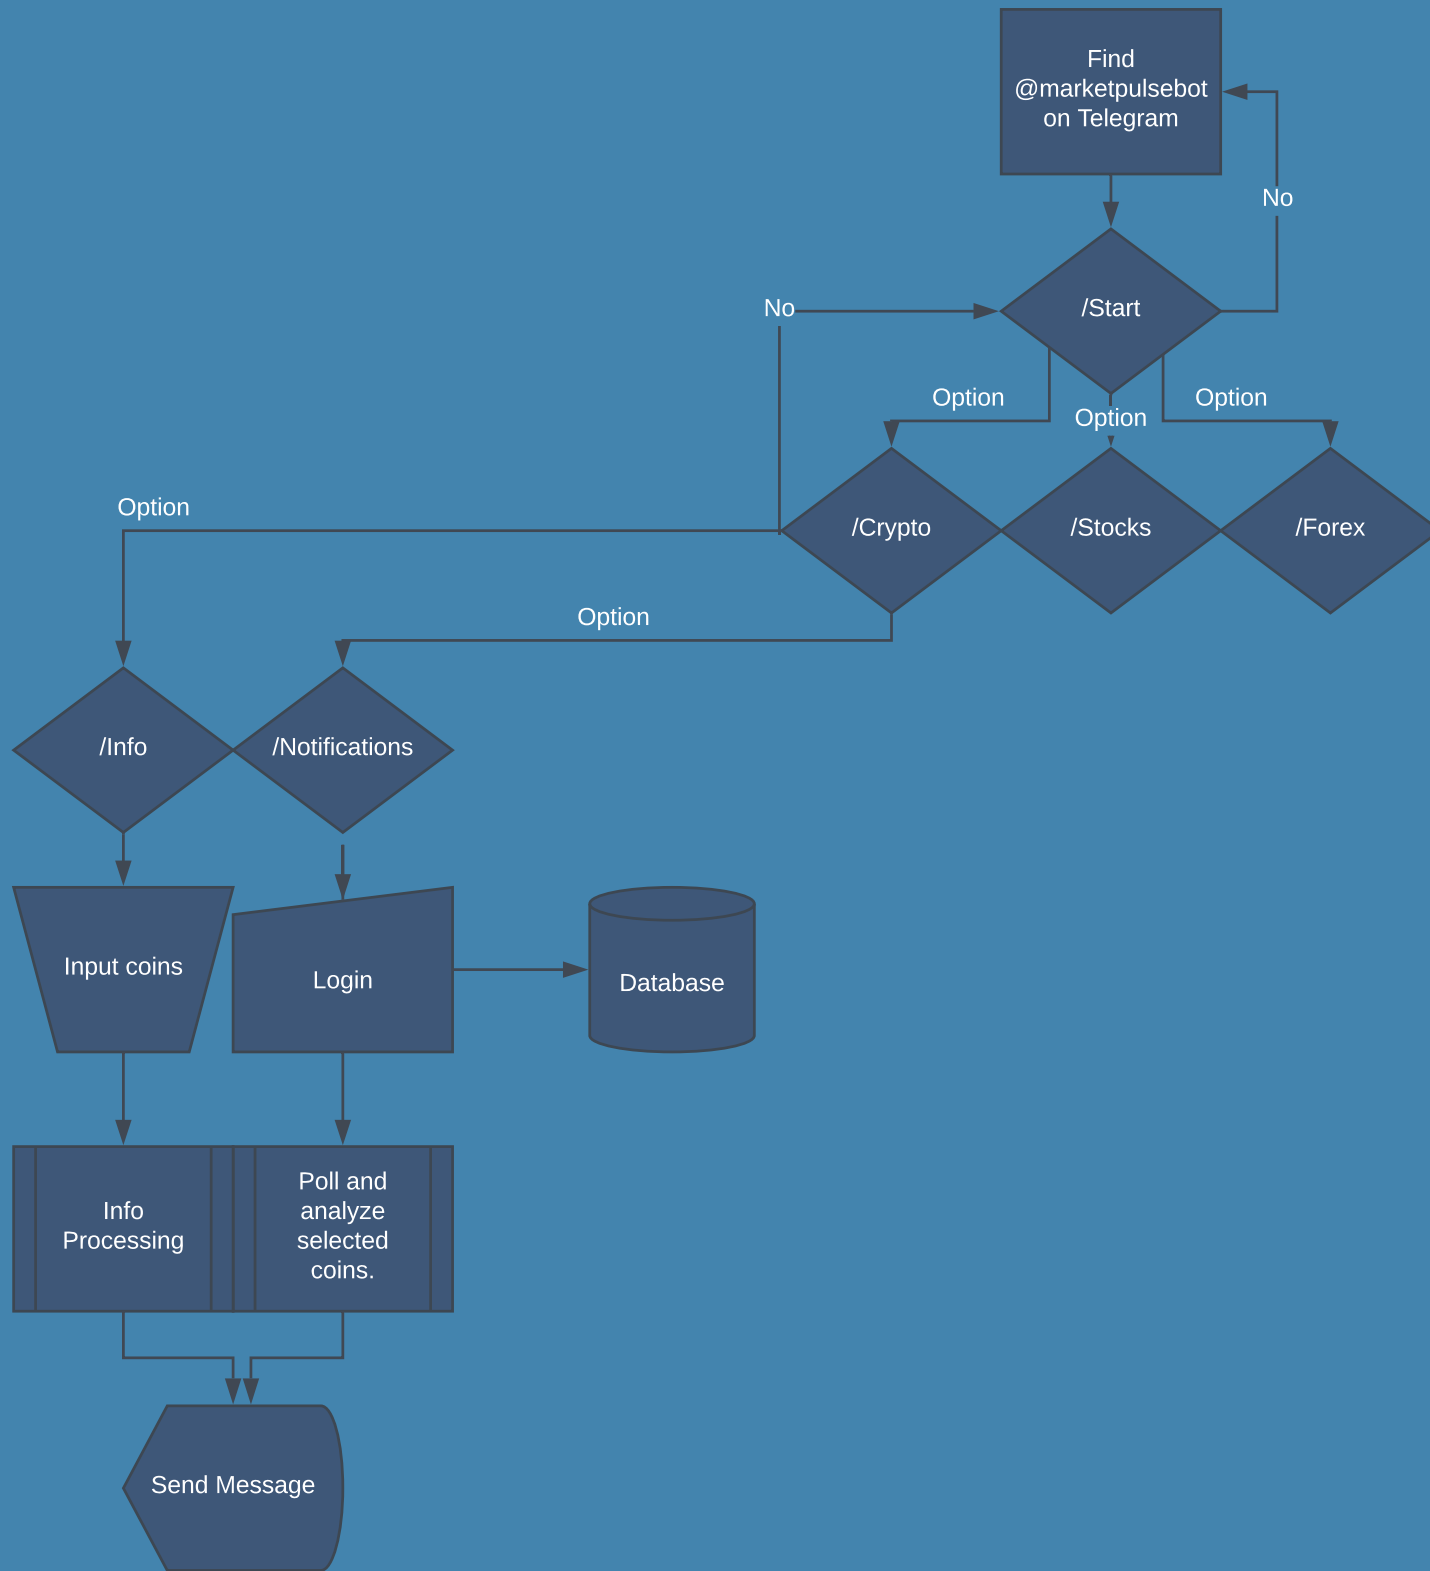 Find
@marketpulsebot
on Telegram
No
No
/Start
Option
Option
Option
Option
/Crypto
/Stocks
/Forex
Option
/Info
/Notifications
Input coins
Login
Database
Info
Processing
Poll and
analyze
selected
coins.
Send Message